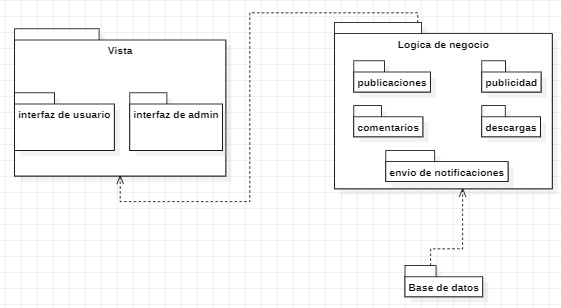 Vista
interfaz de usuario
interfaz de admin
Logica de negocio
publicaciones
publicidad
comentarios
descargas
envio de notificaciones
Base de datos